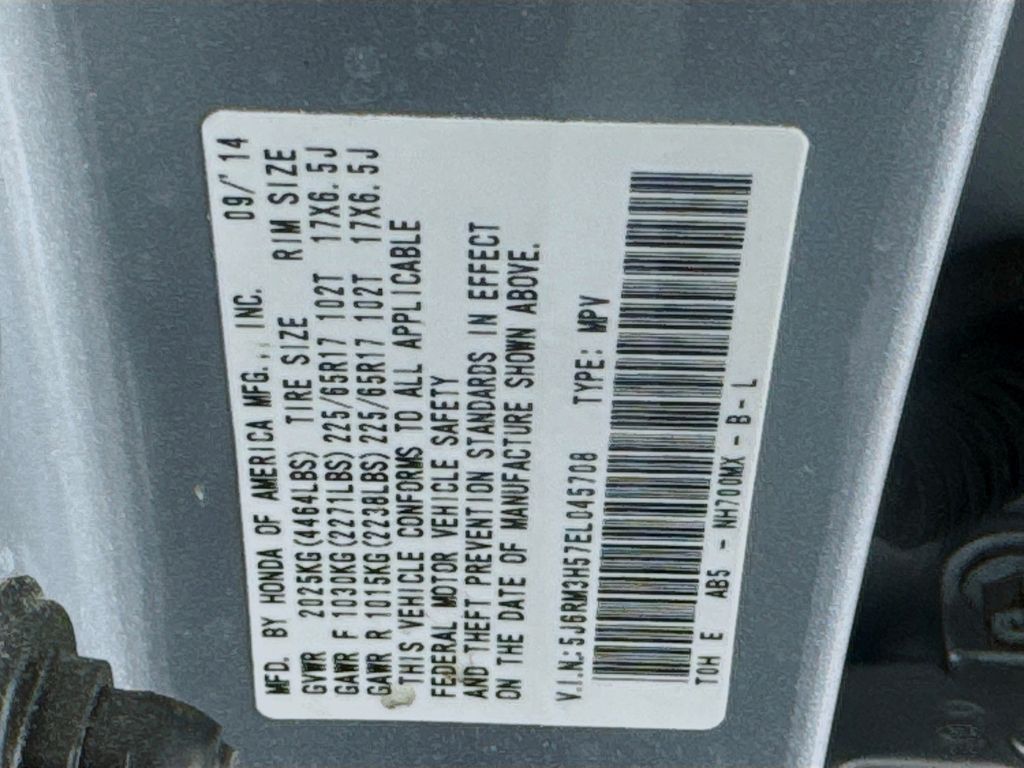 MFD. BY HONDA OF AMERICA MFG., INC. 09/'14
GVWR 2025KG(4464LBS) TIRE SIZE RIM SIZE
GAWR F 1030KG(2271LBS) 225/65R17 102T 17X6.5J
GAWR R 1015KG(2238LBS) 225/65R17 102T 17X6.5J
THIS VEHICLE CONFORMS TO ALL APPLICABLE
FEDERAL MOTOR VEHICLE SAFETY
AND THEFT PREVENTION STANDARDS IN EFFECT
ON THE DATE OF MANUFACTURE SHOWN ABOVE.
V.I.N.:5J6RM3H57EL045708 TYPE: MPV
TOH E AB5 - NH700MX - B - L